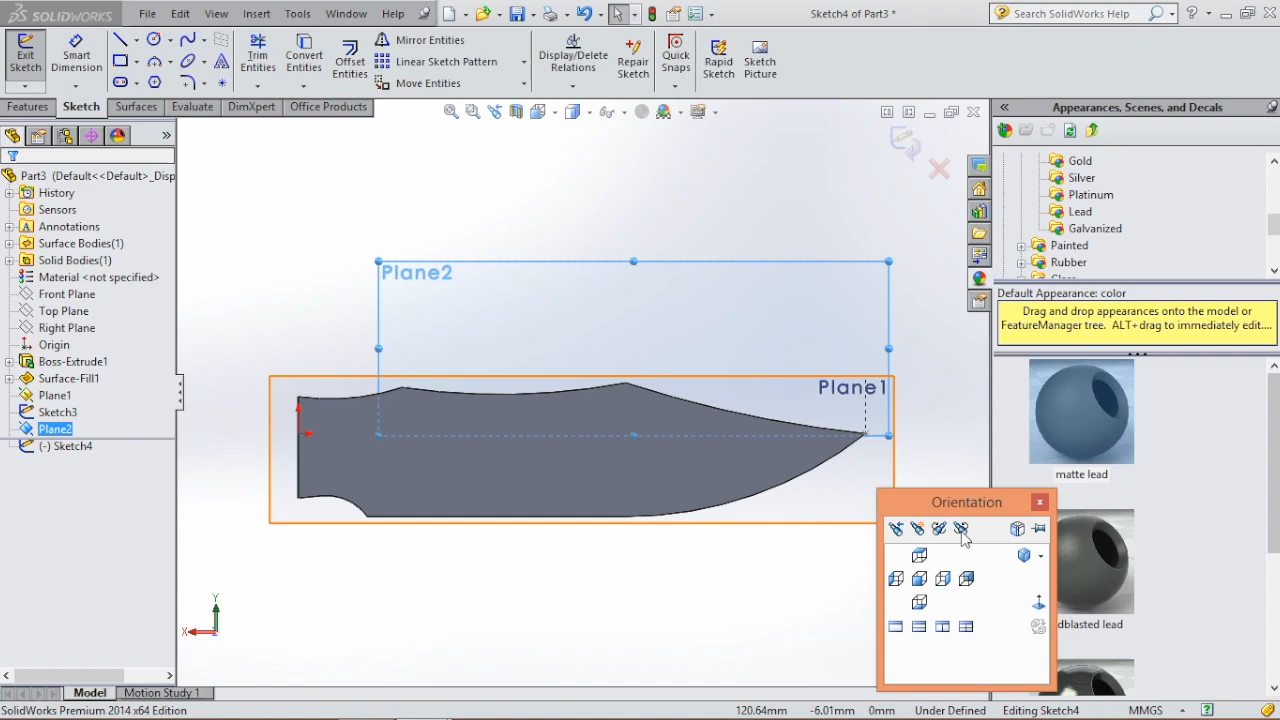 SOLIDWORKS File Edit View Insert Tools Window Help Sketch4 of Part3 * Search SolidWorks Help
Exit Sketch
Smart Dimension
Trim Entities
Convert Entities
Offset Entities
Mirror Entities
Linear Sketch Pattern
Move Entities
Display/Delete Relations
Repair Sketch
Quick Snaps
Rapid Sketch
Sketch Picture
Features Sketch Surfaces Evaluate DimXpert Office Products
Appearances, Scenes, and Decals
Part3 (Default<<Default>_Disp
History
Sensors
Annotations
Surface Bodies(1)
Solid Bodies(1)
Material <not specified>
Front Plane
Top Plane
Right Plane
Origin
Boss-Extrude1
Surface-Fill1
Plane1
Sketch3
Plane2
(-) Sketch4
Plane2
Plane1
Y
X
Orientation
Gold
Silver
Platinum
Lead
Galvanized
Painted
Rubber
Default Appearance: color
Drag and drop appearances onto the model or
FeatureManager tree. ALT+drag to immediately edit....
matte lead
dblasted lead
Model Motion Study 1
SolidWorks Premium 2014 x64 Edition 120.64mm -6.01mm 0mm Under Defined Editing Sketch4 MMGS